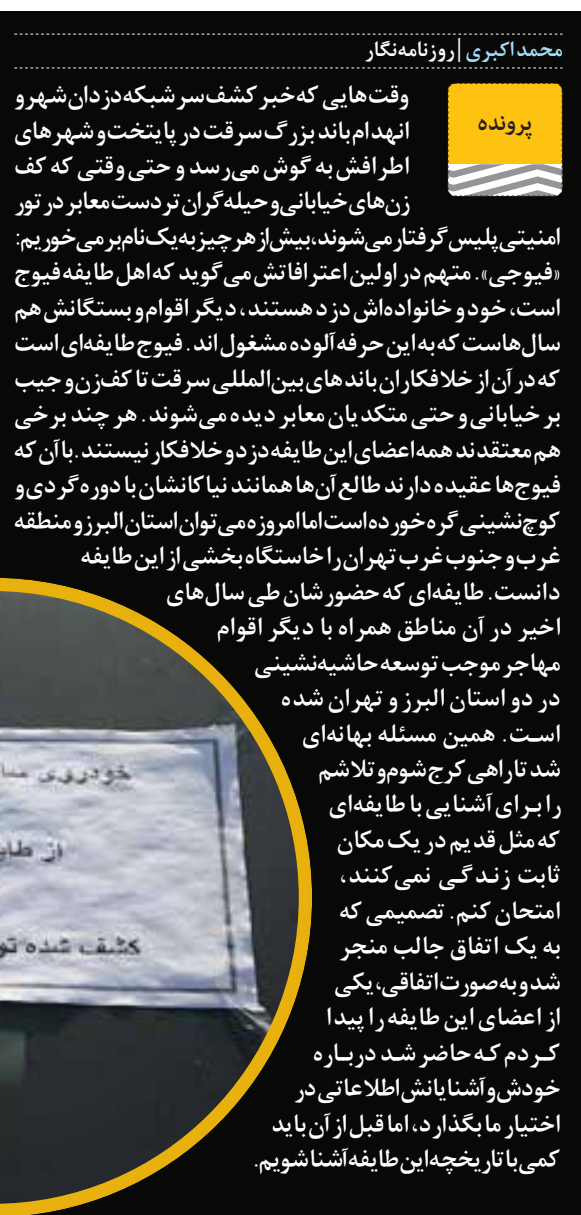 محمد اکبری | روزنامه‌نگار
پرونده
وقت‌هایی که خبر کشف سرشبکه دزدان شهر و
انهدام باند بزرگ سرقت در پایتخت و شهرهای
اطرافش به گوش می‌رسد و حتی وقتی که کف
زن‌های خیابانی و حیله‌گران تردست معابر در تور
امنیتی پلیس گرفتار می‌شوند، بیش از هر چیز به یک نام برمی‌خوریم:
«فیوجی». متهم در اولین اعترافاتش می‌گوید که اهل طایفه فیوج
است، خود و خانواده‌اش دزد هستند، دیگر اقوام و بستگانش هم
سال‌هاست که به این حرفه آلوده مشغول‌اند. فیوج طایفه‌ای است
که در آن از خلافکاران باندهای بین‌المللی سرقت تا کف‌زن و جیب
بر خیابانی و حتی متکدیان معابر دیده می‌شوند. هر چند برخی
هم معتقدند همه اعضای این طایفه دزد و خلافکار نیستند. با آن که
فیوج‌ها عقیده دارند طالع آن‌ها همانند نیاکانشان با دوره‌گردی و
کوچ‌نشینی گره خورده است اما امروزه می‌توان استان البرز و منطقه
غرب و جنوب غرب تهران را خاستگاه بخشی از این طایفه
دانست. طایفه‌ای که حضورشان طی سال‌های
اخیر در آن مناطق همراه با دیگر اقوام
مهاجر موجب توسعه حاشیه‌نشینی
در دو استان البرز و تهران شده
است. همین مسئله بهانه‌ای
شد تا راهی کرج شوم و تلاشم
را برای آشنایی با طایفه‌ای
که مثل قدیم در یک مکان
ثابت زندگی نمی‌کنند،
امتحان کنم. تصمیمی که
به یک اتفاق جالب منجر
شد و به صورت اتفاقی، یکی
از اعضای این طایفه را پیدا
کردم که حاضر شد درباره
خودش و آشنایانش اطلاعاتی در
اختیار ما بگذارد، اما قبل از آن باید
کمی با تاریخچه این طایفه آشنا شویم.
خودروی
از
کشف شده